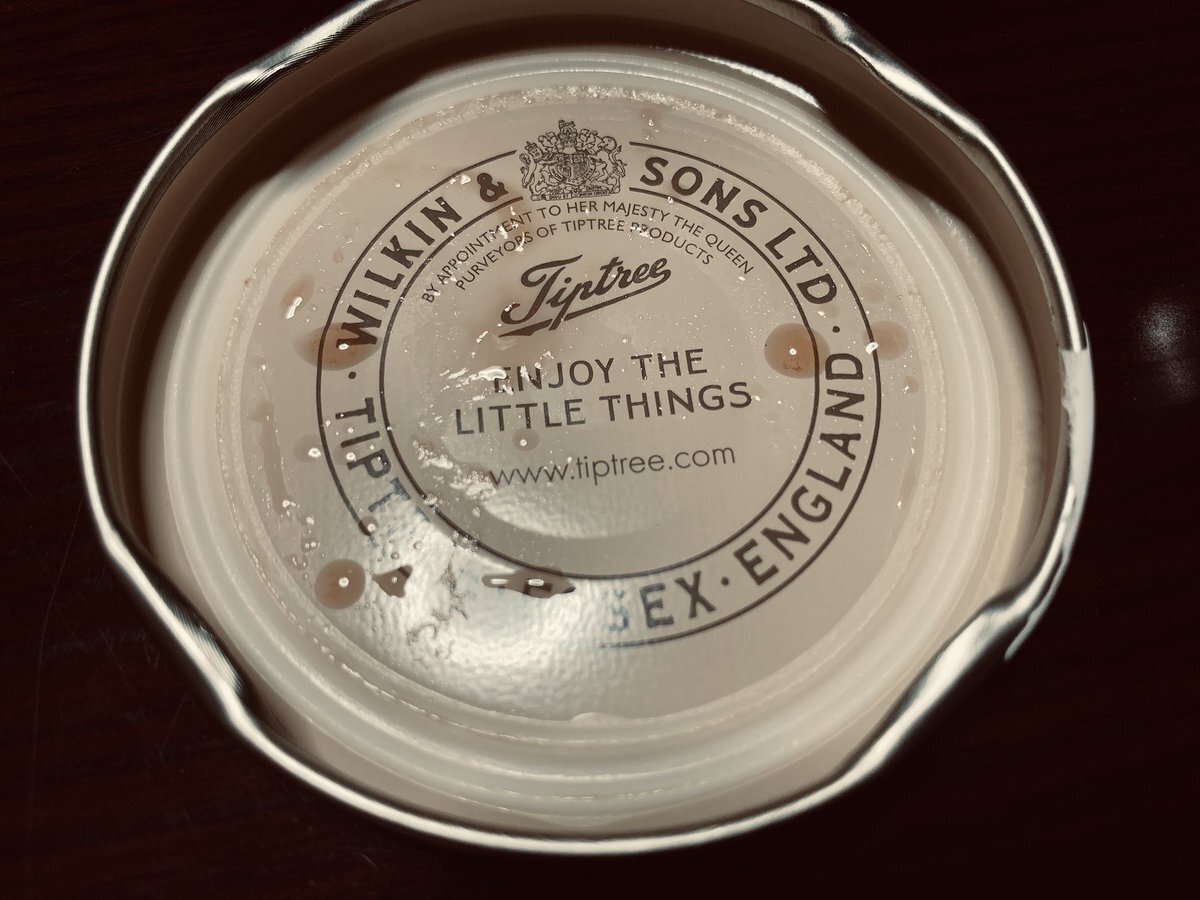 WILKIN & SONS LTD ·
BY APPOINTMENT TO HER MAJESTY THE QUEEN
PURVEYORS OF TIPTREE PRODUCTS
Tiptree
ENJOY THE
LITTLE THINGS
www.tiptree.com
· ENGLAND